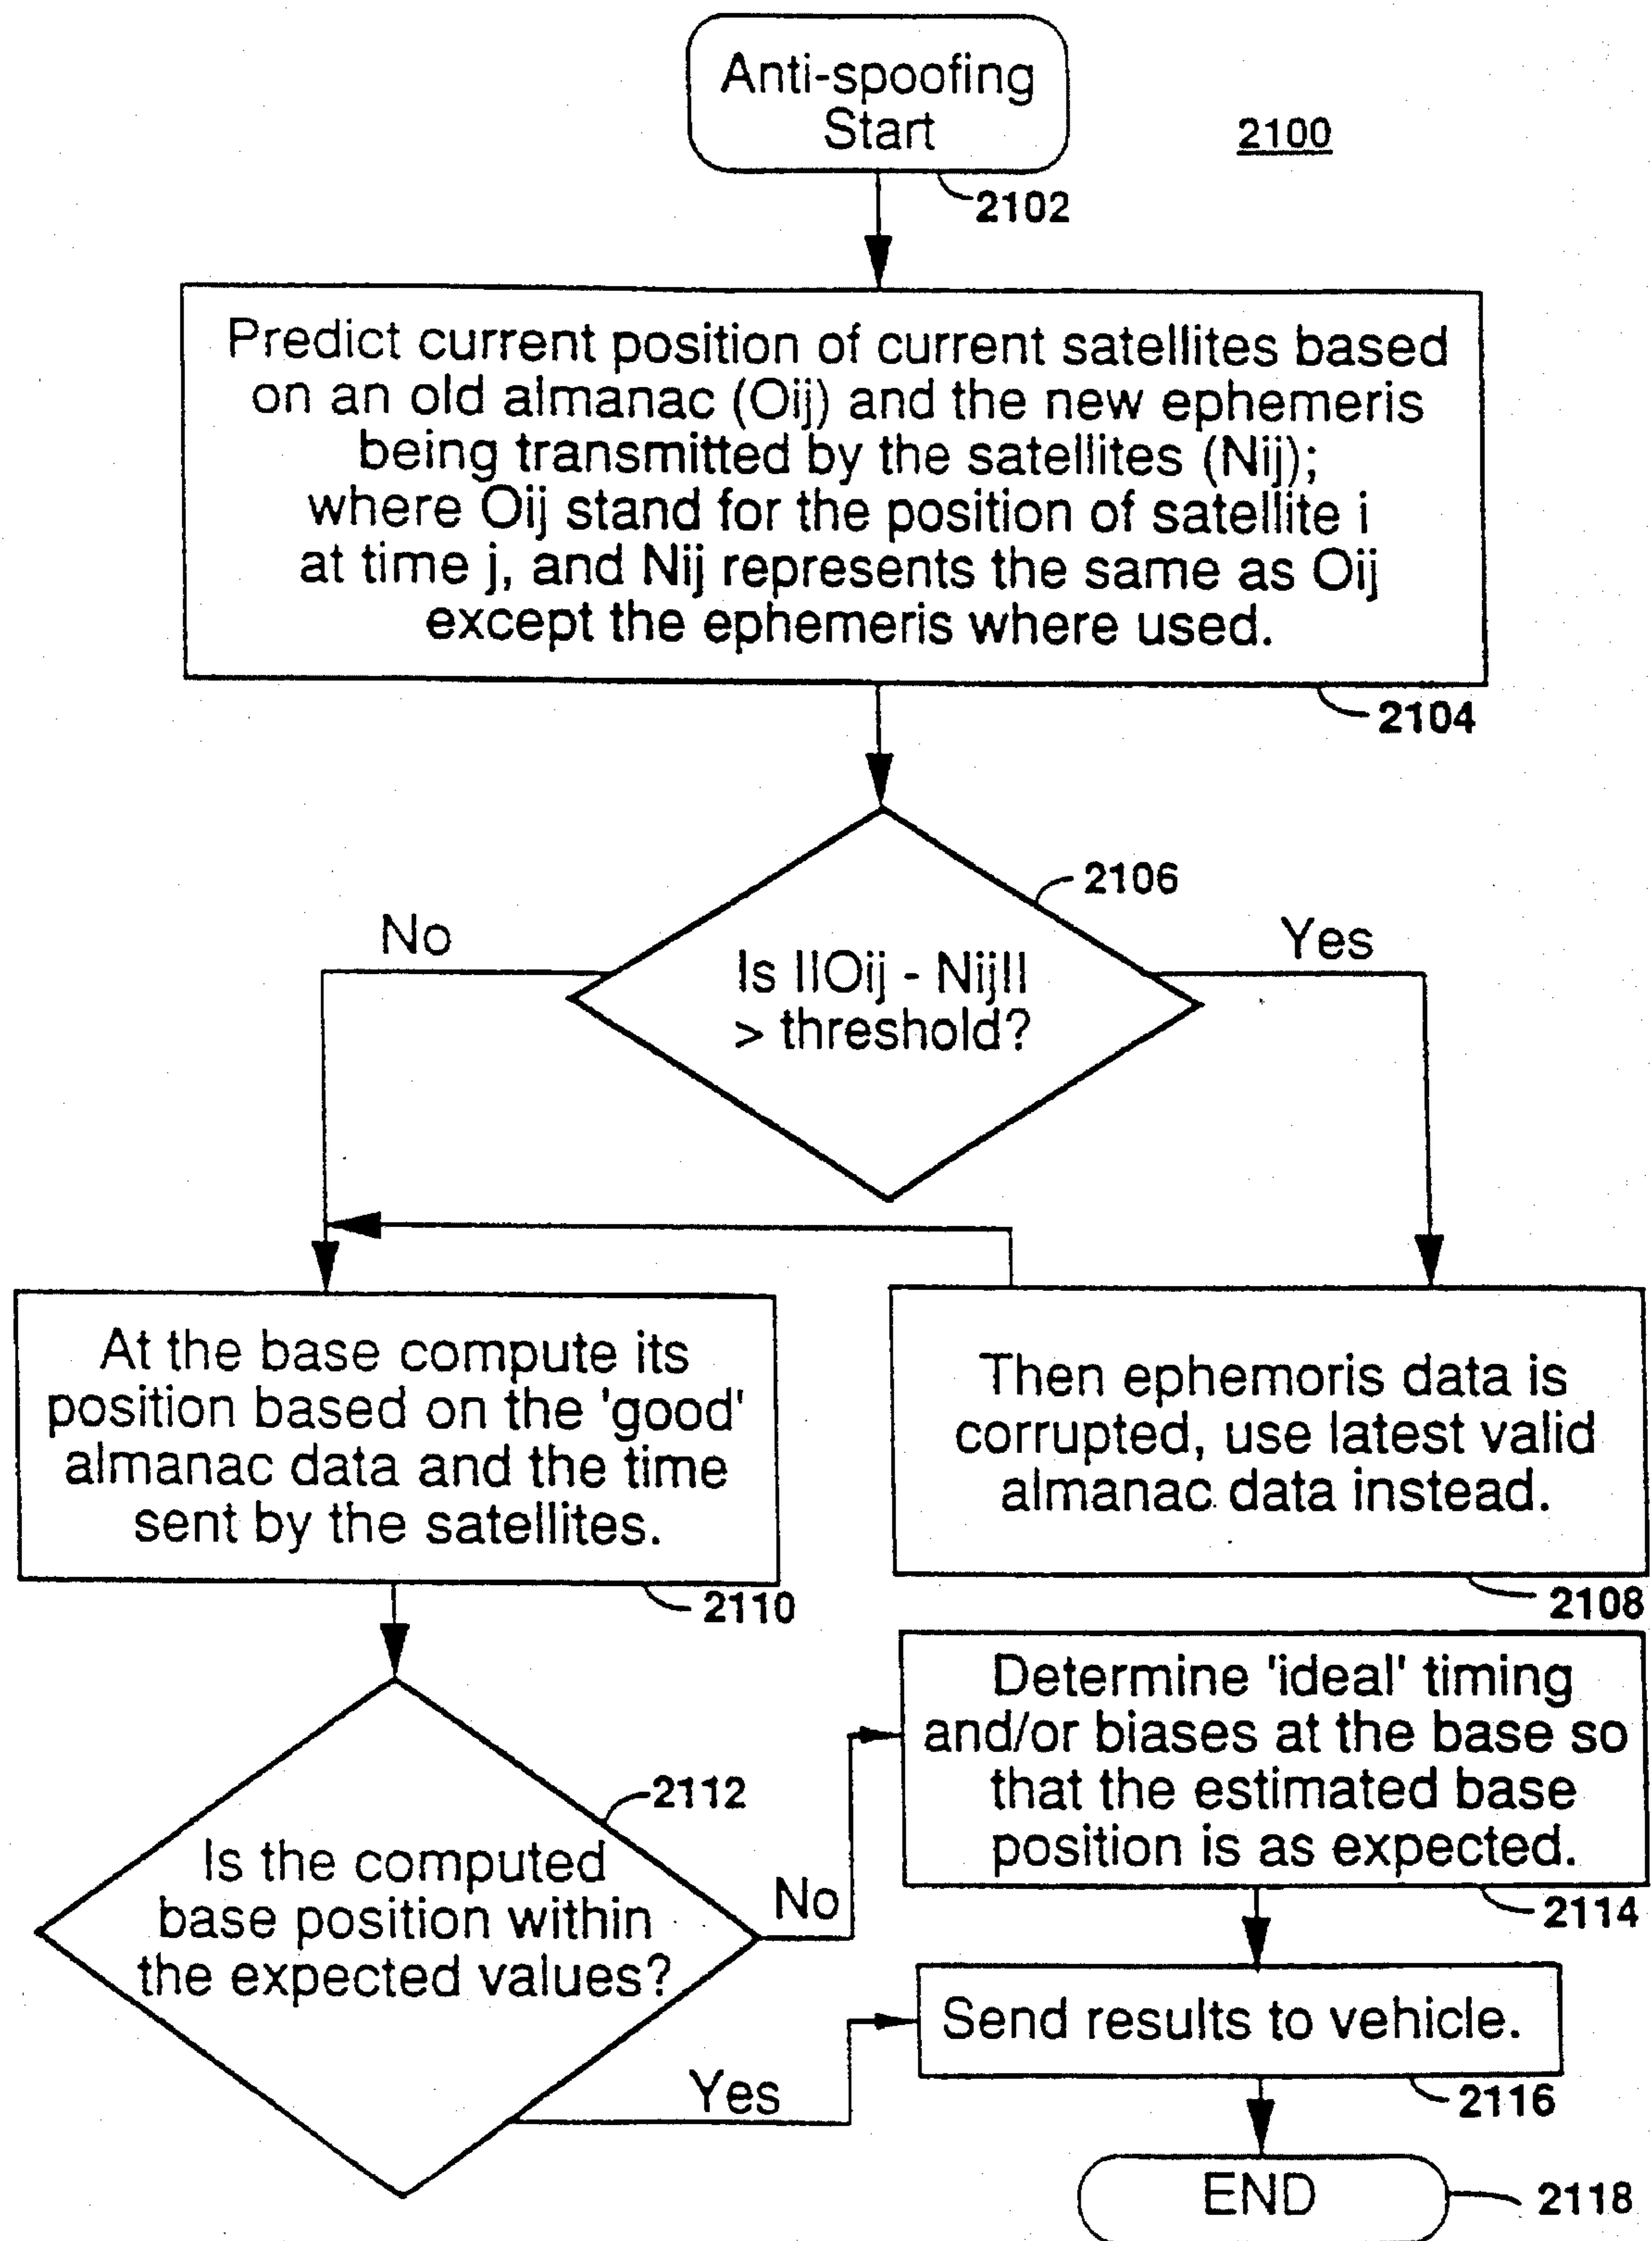 Anti-spoofing
Start
2100
2102
Predict current position of current satellites based
on an old almanac (Oij) and the new ephemeris
being transmitted by the satellites (Nij);
where Oij stand for the position of satellite i
at time j, and Nij represents the same as Oij
except the ephemeris where used.
2104
2106
No
Yes
Is llOij - Nijll
> threshold?
At the base compute its
position based on the 'good'
almanac data and the time
sent by the satellites.
2110
Then ephemoris data is
corrupted, use latest valid
almanac data instead.
2108
Determine 'ideal' timing
and/or biases at the base so
that the estimated base
position is as expected.
2114
2112
Is the computed
base position within
the expected values?
No
Yes
Send results to vehicle.
2116
END
2118